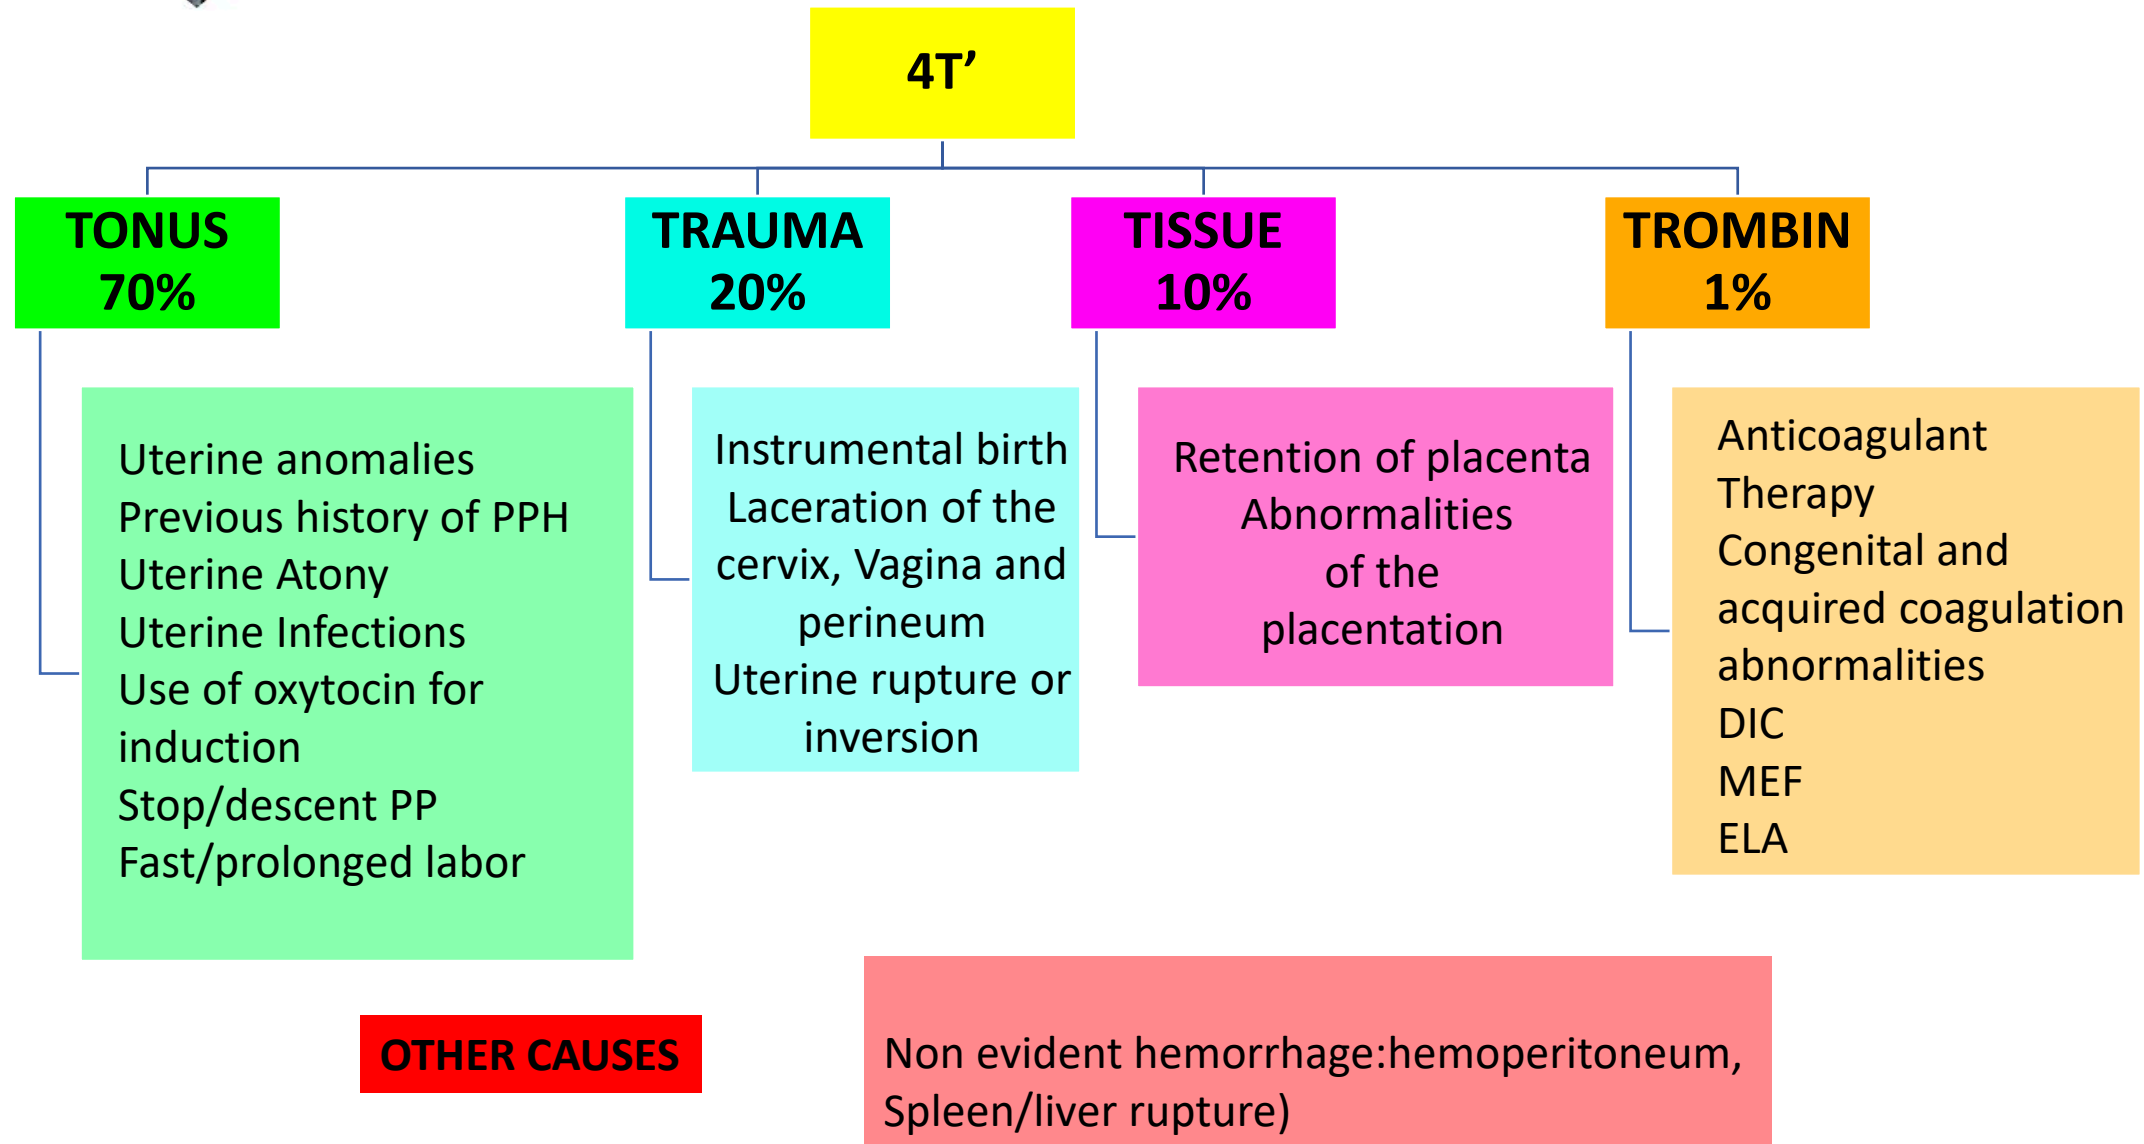 4T’
TONUS
70%
TRAUMA
20%
TISSUE
10%
TROMBIN
1%
Uterine anomalies
Previous history of PPH
Uterine Atony
Uterine Infections
Use of oxytocin for
induction
Stop/descent PP
Fast/prolonged labor
Instrumental birth
Laceration of the
cervix, Vagina and
perineum
Uterine rupture or
inversion
Retention of placenta
Abnormalities
of the
placentation
Anticoagulant
Therapy
Congenital and
acquired coagulation
abnormalities
DIC
MEF
ELA
OTHER CAUSES
Non evident hemorrhage:hemoperitoneum,
Spleen/liver rupture)